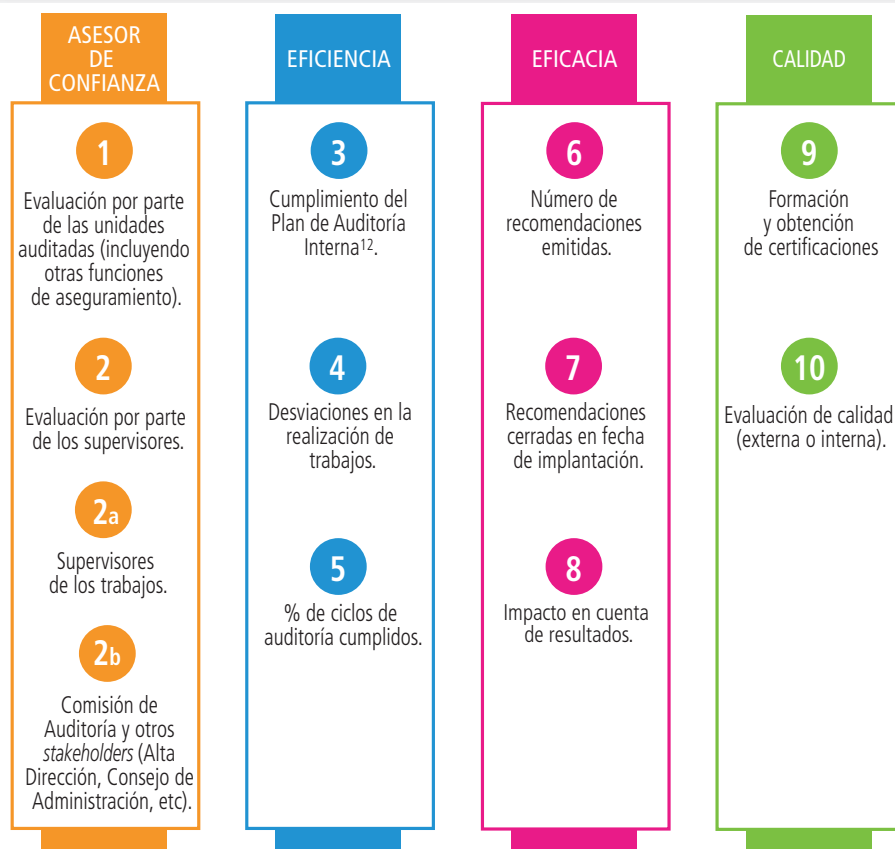 ASESOR
DE
CONFIANZA
1
Evaluación por parte
de las unidades
auditadas (incluyendo
otras funciones
de aseguramiento).
2
Evaluación por parte
de los supervisores.
2a
Supervisores
de los trabajos.
2b
Comisión de
Auditoría y otros
stakeholders (Alta
Dirección, Consejo de
Administración, etc).
EFICIENCIA
3
Cumplimiento del
Plan de Auditoría
Interna12.
4
Desviaciones en la
realización de
trabajos.
5
% de ciclos de
auditoría cumplidos.
EFICACIA
6
Número de
recomendaciones
emitidas.
7
Recomendaciones
cerradas en fecha
de implantación.
8
Impacto en cuenta
de resultados.
CALIDAD
9
Formación
y obtención
de certificaciones
10
Evaluación de calidad
(externa o interna).